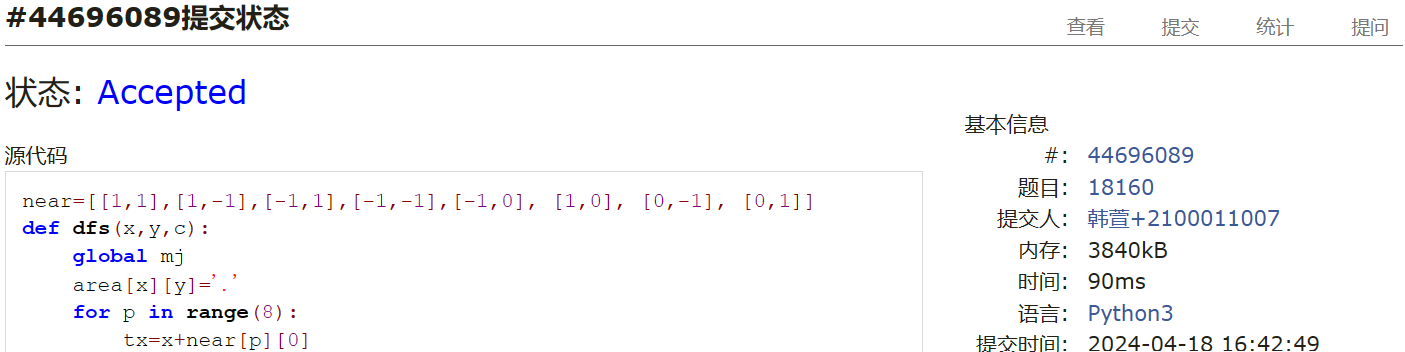 #44696089提交状态
查看 提交 统计 提问
状态: Accepted
基本信息
#: 44696089
题目: 18160
提交人: 韩萱+2100011007
内存: 3840kB
时间: 90ms
语言: Python3
提交时间: 2024-04-18 16:42:49
源代码
near=[[1,1],[1,-1],[-1,1],[-1,-1],[-1,0], [1,0], [0,-1], [0,1]]
def dfs(x,y,c):
    global mj
    area[x][y]='.'
    for p in range(8):
        tx=x+near[p][0]